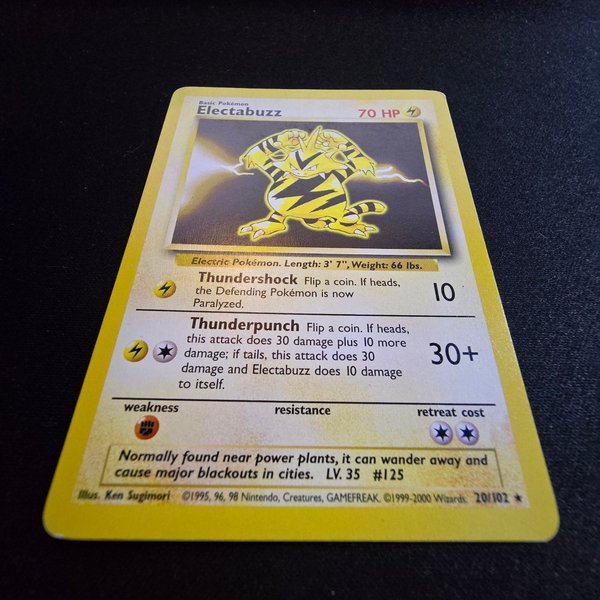 Basic Pokémon
Electabuzz 70 HP
Electric Pokémon. Length: 3' 7", Weight: 66 lbs.
Thundershock Flip a coin. If heads,
the Defending Pokémon is now
Paralyzed.
10
Thunderpunch Flip a coin. If heads,
this attack does 30 damage plus 10 more
damage; if tails, this attack does 30
damage and Electabuzz does 10 damage
to itself.
30+
weakness resistance retreat cost
Normally found near power plants, it can wander away and
cause major blackouts in cities. LV. 35 #125
Illus. Ken Sugimori ©1995, 96, 98 Nintendo, Creatures, GAMEFREAK. ©1999-2000 Wizards. 20/102 ★